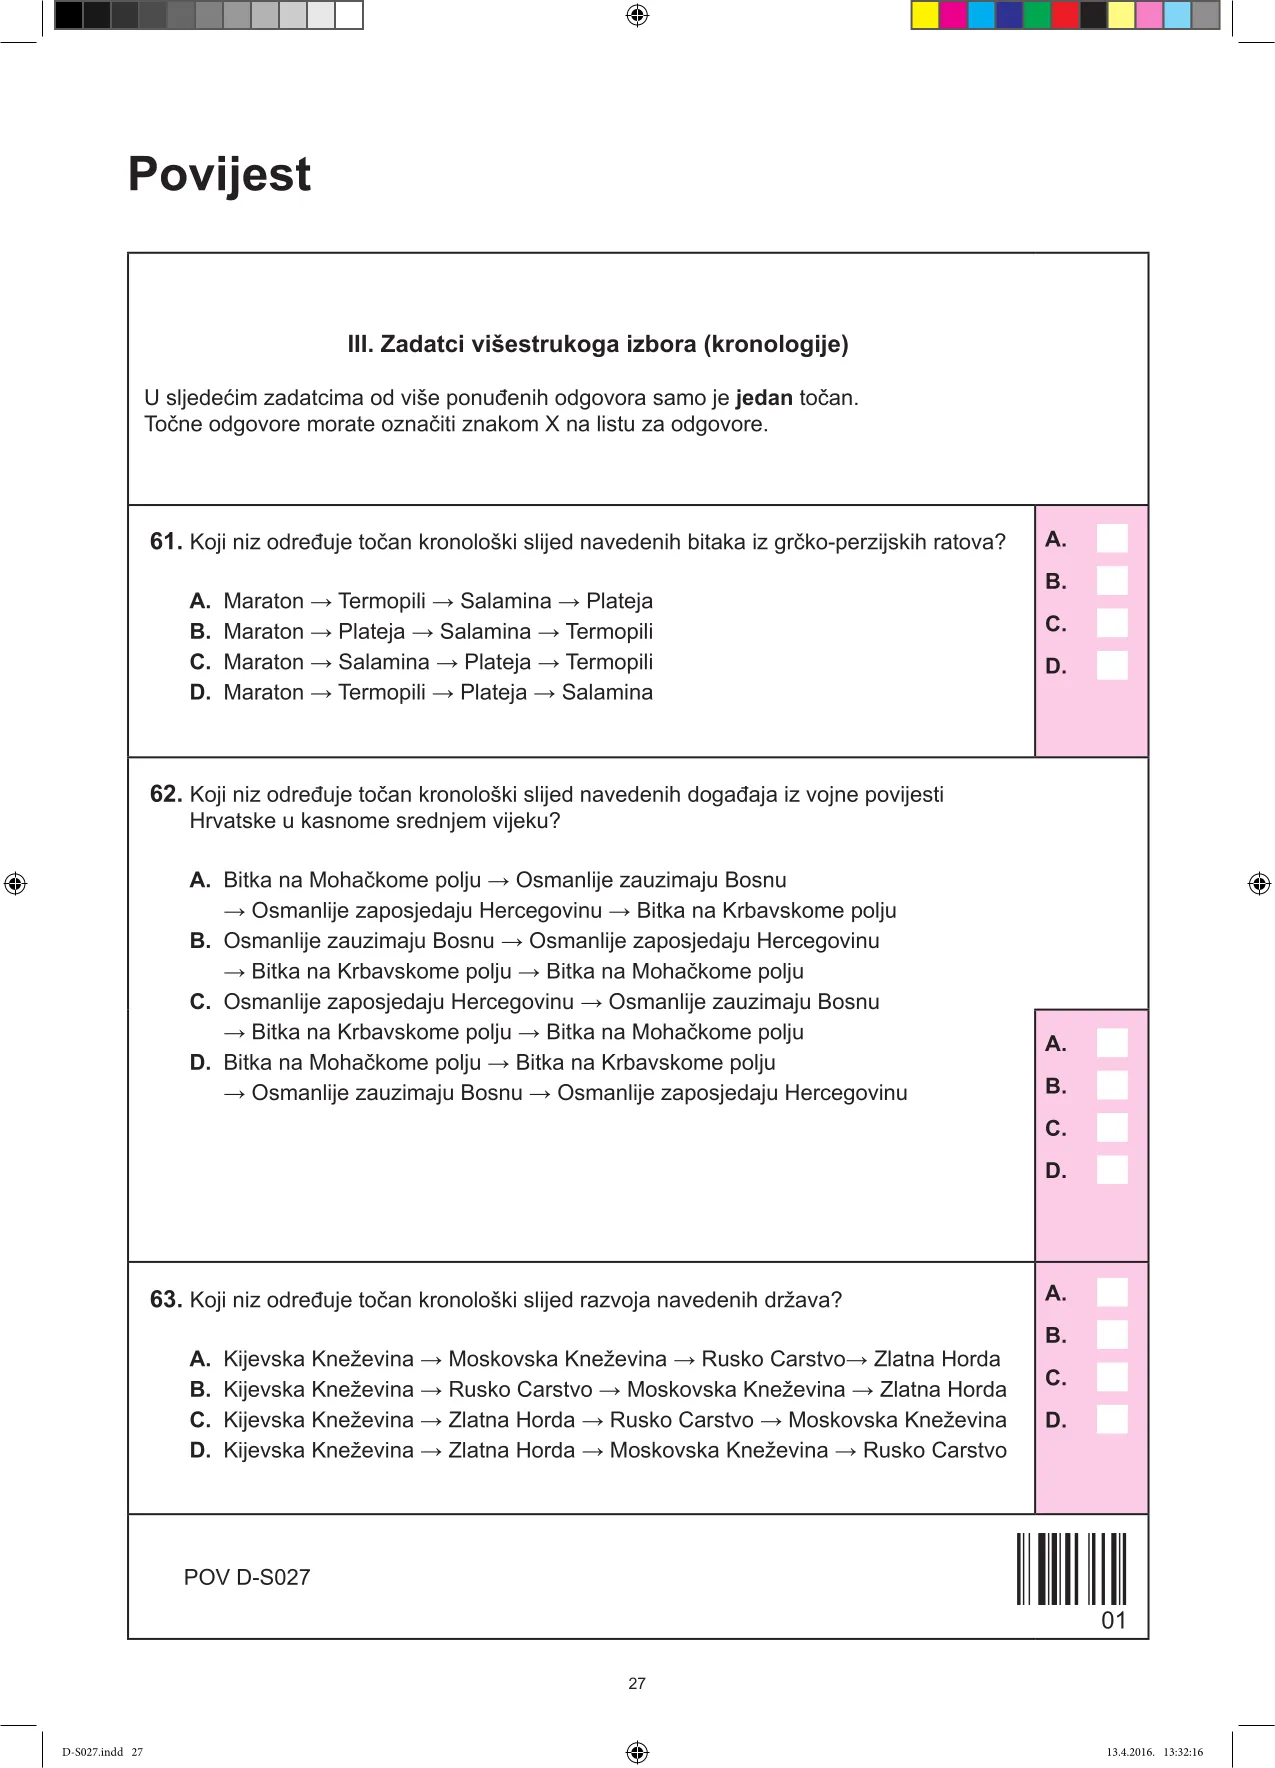 Povijest
III. Zadatci višestrukoga izbora (kronologije)
U sljedećim zadatcima od više ponuđenih odgovora samo je jedan točan.
Točne odgovore morate označiti znakom X na listu za odgovore.
61. Koji niz određuje točan kronološki slijed navedenih bitaka iz grčko-perzijskih ratova?
A. Maraton → Termopili → Salamina → Plateja
B. Maraton → Plateja → Salamina → Termopili
C. Maraton → Salamina → Plateja → Termopili
D. Maraton → Termopili → Plateja → Salamina
A.
B.
C.
D.
62. Koji niz određuje točan kronološki slijed navedenih događaja iz vojne povijesti
Hrvatske u kasnome srednjem vijeku?
A. Bitka na Mohačkome polju → Osmanlije zauzimaju Bosnu
→ Osmanlije zaposjedaju Hercegovinu → Bitka na Krbavskome polju
B. Osmanlije zauzimaju Bosnu → Osmanlije zaposjedaju Hercegovinu
→ Bitka na Krbavskome polju → Bitka na Mohačkome polju
C. Osmanlije zaposjedaju Hercegovinu → Osmanlije zauzimaju Bosnu
→ Bitka na Krbavskome polju → Bitka na Mohačkome polju
D. Bitka na Mohačkome polju → Bitka na Krbavskome polju
→ Osmanlije zauzimaju Bosnu → Osmanlije zaposjedaju Hercegovinu
A.
B.
C.
D.
63. Koji niz određuje točan kronološki slijed razvoja navedenih država?
A. Kijevska Kneževina → Moskovska Kneževina → Rusko Carstvo→ Zlatna Horda
B. Kijevska Kneževina → Rusko Carstvo → Moskovska Kneževina → Zlatna Horda
C. Kijevska Kneževina → Zlatna Horda → Rusko Carstvo → Moskovska Kneževina
D. Kijevska Kneževina → Zlatna Horda → Moskovska Kneževina → Rusko Carstvo
A.
B.
C.
D.
POV D-S027
01
27
D-S027.indd 27
13.4.2016. 13:32:16